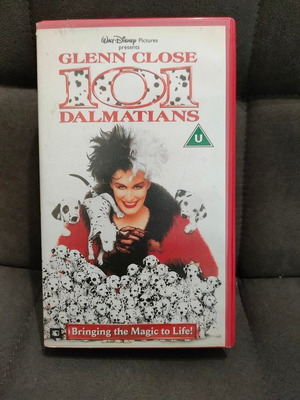 Walt Disney Pictures
presents
GLENN CLOSE
101
DALMATIANS
U
Bringing the Magic to Life!